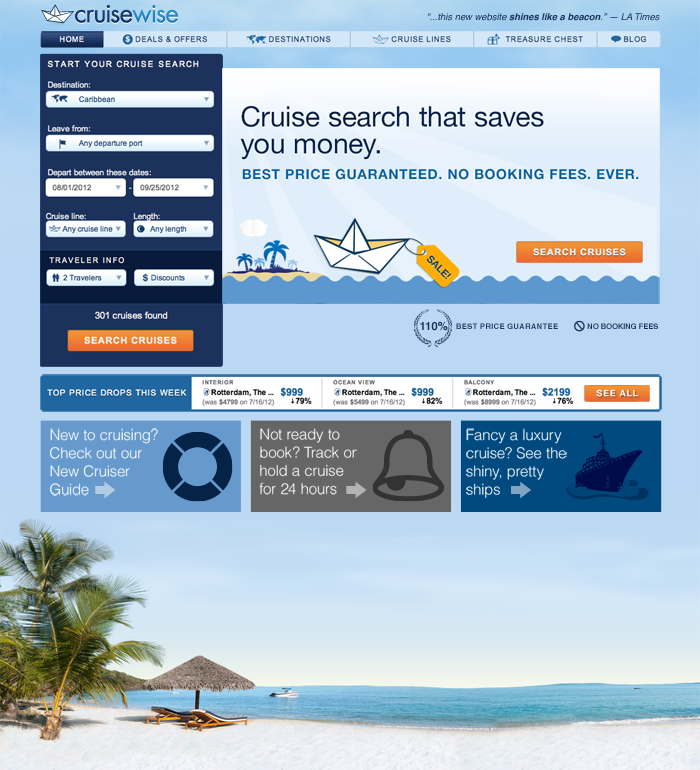 cruisewise
"...this new website shines like a beacon." — LA Times
HOME
DEALS & OFFERS
DESTINATIONS
CRUISE LINES
TREASURE CHEST
BLOG
START YOUR CRUISE SEARCH
Destination:
Caribbean
Leave from:
Any departure port
Depart between these dates:
08/01/2012 - 09/25/2012
Cruise line: Length:
Any cruise line Any length
TRAVELER INFO
2 Travelers $ Discounts
301 cruises found
SEARCH CRUISES
Cruise search that saves
you money.
BEST PRICE GUARANTEED. NO BOOKING FEES. EVER.
SALE!
SEARCH CRUISES
110% BEST PRICE GUARANTEE
NO BOOKING FEES
TOP PRICE DROPS THIS WEEK
INTERIOR
Rotterdam, The ... $999
(was $4799 on 7/16/12) ↓79%
OCEAN VIEW
Rotterdam, The ... $999
(was $5499 on 7/16/12) ↓82%
BALCONY
Rotterdam, The ... $2199
(was $8999 on 7/16/12) ↓76%
SEE ALL
New to cruising?
Check out our
New Cruiser
Guide
Not ready to
book? Track or
hold a cruise
for 24 hours
Fancy a luxury
cruise? See the
shiny, pretty
ships